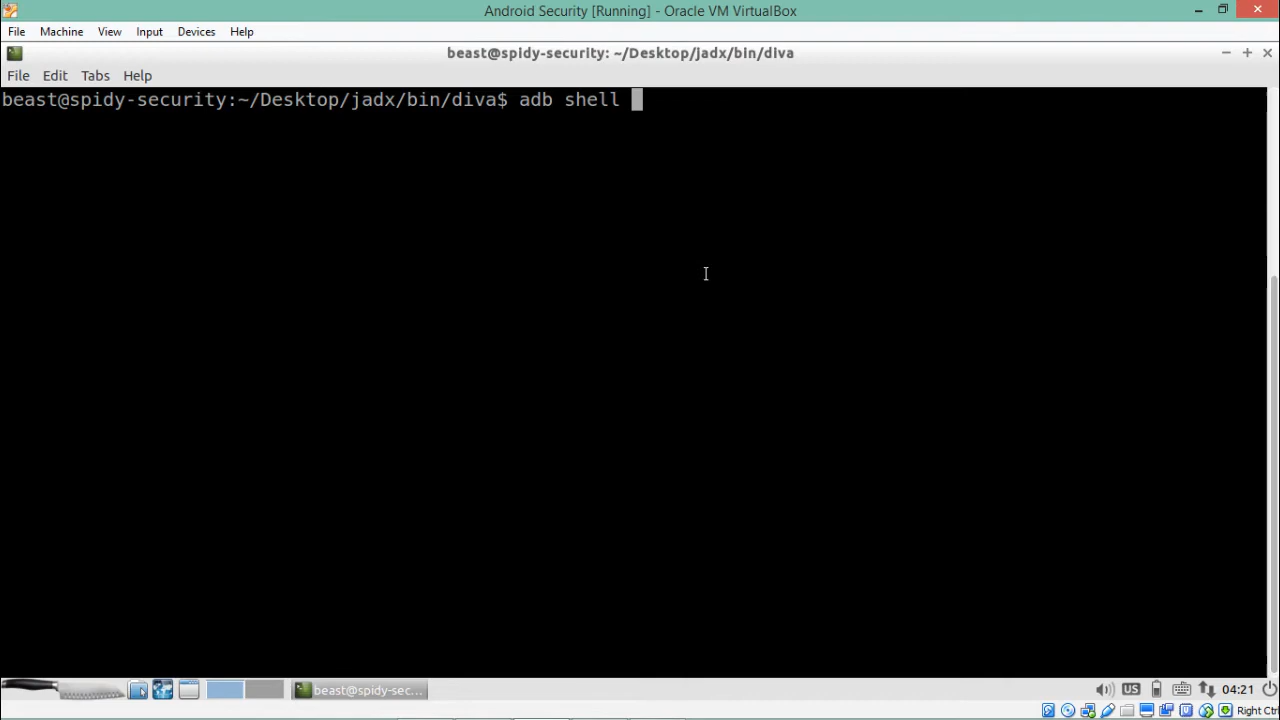 Android Security [Running] - Oracle VM VirtualBox
File Machine View Input Devices Help
beast@spidy-security: ~/Desktop/jadx/bin/diva
File Edit Tabs Help
beast@spidy-security:~/Desktop/jadx/bin/diva$ adb shell
beast@spidy-sec... US 04:21
Right Ctrl